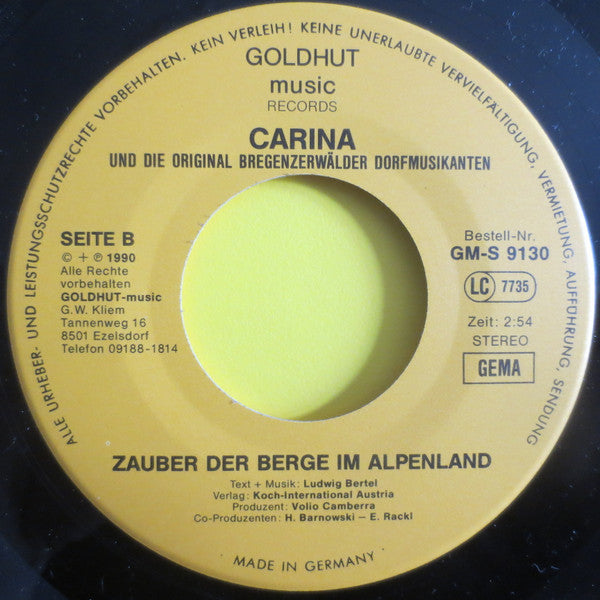 ALLE URHEBER- UND LEISTUNGSSCHUTZRECHTE VORBEHALTEN. KEIN VERLEIH! KEINE UNERLAUBTE VERVIELFÄLTIGUNG, VERMIETUNG, AUFFÜHRUNG, SENDUNG
GOLDHUT
music
RECORDS
CARINA
UND DIE ORIGINAL BREGENZERWÄLDER DORFMUSIKANTEN
SEITE B
© + ℗ 1990
Alle Rechte
vorbehalten
GOLDHUT-music
G.W. Kliem
Tannenweg 16
8501 Ezelsdorf
Telefon 09188-1814
Bestell-Nr.
GM-S 9130
LC 7735
Zeit: 2:54
STEREO
GEMA
ZAUBER DER BERGE IM ALPENLAND
Text + Musik: Ludwig Bertel
Verlag: Koch-International Austria
Produzent: Volio Camberra
Co-Produzenten: H. Barnowski – E. Rackl
MADE IN GERMANY